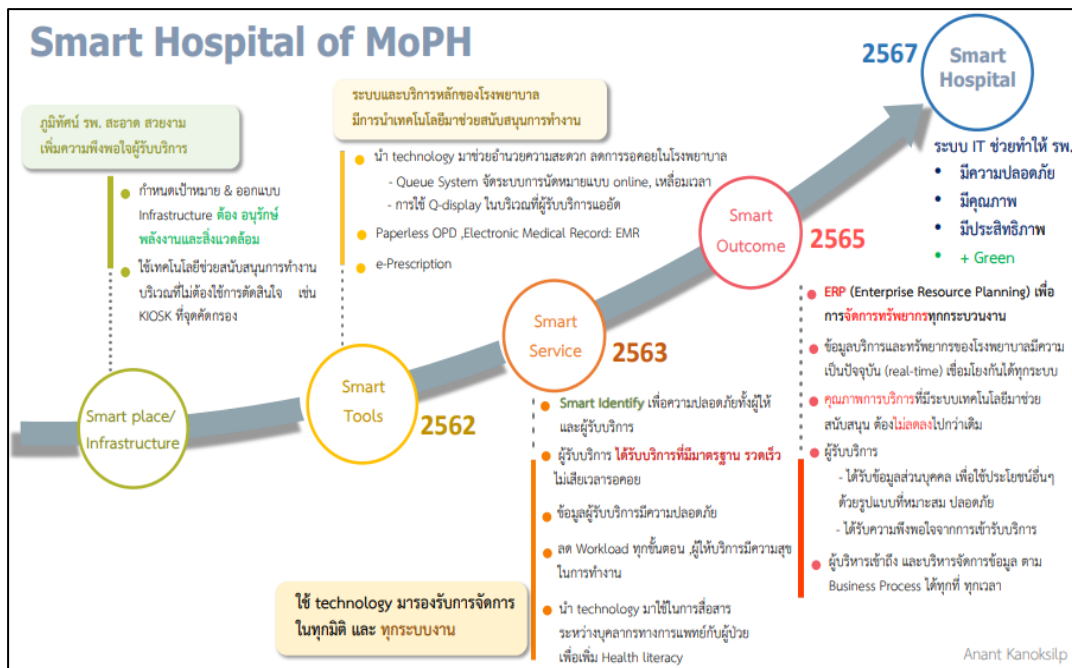 Smart Hospital of MoPH
2567
Smart
Hospital
ระบบ IT ช่วยทำให้ รพ.
• มีความปลอดภัย
• มีคุณภาพ
• มีประสิทธิภาพ
• + Green
ภูมิทัศน์ รพ. สะอาด สวยงาม
เพิ่มความพึงพอใจผู้รับบริการ
• กำหนดเป้าหมาย & ออกแบบ
Infrastructure ต้อง อนุรักษ์
พลังงานและสิ่งแวดล้อม
• ใช้เทคโนโลยีช่วยสนับสนุนการทำงาน
บริเวณที่ไม่ต้องใช้การตัดสินใจ เช่น
KIOSK ที่จุดคัดกรอง
Smart place/
Infrastructure
ระบบและบริการหลักของโรงพยาบาล
มีการนำเทคโนโลยีมาช่วยสนับสนุนการทำงาน
• นำ technology มาช่วยอำนวยความสะดวก ลดการรอคอยในโรงพยาบาล
- Queue System จัดระบบการนัดหมายแบบ online, เหลื่อมเวลา
- การใช้ Q-display ในบริเวณที่ผู้รับบริการแออัด
• Paperless OPD ,Electronic Medical Record: EMR
• e-Prescription
Smart
Tools
2562
Smart
Service
2563
• Smart Identify เพื่อความปลอดภัยทั้งผู้ให้
และผู้รับบริการ
• ผู้รับบริการ ได้รับบริการที่มีมาตรฐาน รวดเร็ว
ไม่เสียเวลารอคอย
• ข้อมูลผู้รับบริการมีความปลอดภัย
• ลด Workload ทุกขั้นตอน ,ผู้ให้บริการมีความสุข
ในการทำงาน
• นำ technology มาใช้ในการสื่อสาร
ระหว่างบุคลากรทางการแพทย์กับผู้ป่วย
เพื่อเพิ่ม Health literacy
ใช้ technology มารองรับการจัดการ
ในทุกมิติ และ ทุกระบบงาน
Smart
Outcome
2565
• ERP (Enterprise Resource Planning) เพื่อ
การจัดการทรัพยากรทุกกระบวนงาน
• ข้อมูลบริการและทรัพยากรของโรงพยาบาลมีความ
เป็นปัจจุบัน (real-time) เชื่อมโยงกันได้ทุกระบบ
• คุณภาพการบริการที่มีระบบเทคโนโลยีมาช่วย
สนับสนุน ต้องไม่ลดลงไปกว่าเดิม
• ผู้รับบริการ
- ได้รับข้อมูลส่วนบุคคล เพื่อใช้ประโยชน์อื่นๆ
ด้วยรูปแบบที่หมาะสม ปลอดภัย
- ได้รับความพึงพอใจจากการเข้ารับบริการ
• ผู้บริหารเข้าถึง และบริหารจัดการข้อมูล ตาม
Business Process ได้ทุกที่ ทุกเวลา
Anant Kanoksilp